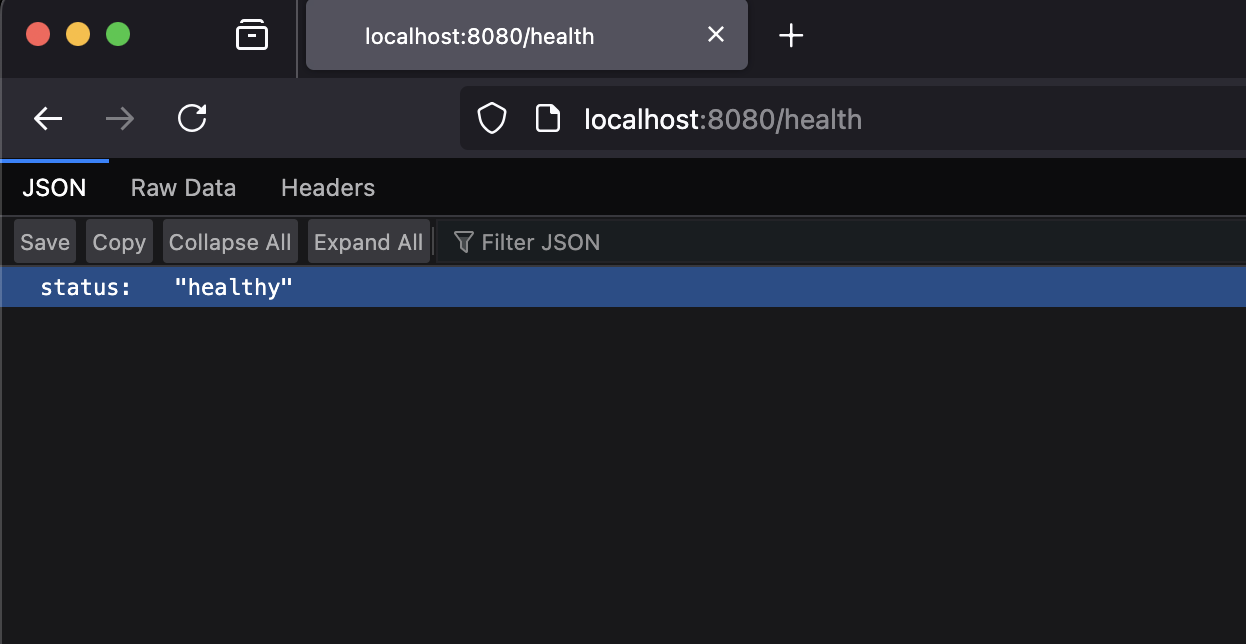 localhost:8080/health
localhost:8080/health
JSON Raw Data Headers
Save Copy Collapse All Expand All Filter JSON
status: "healthy"